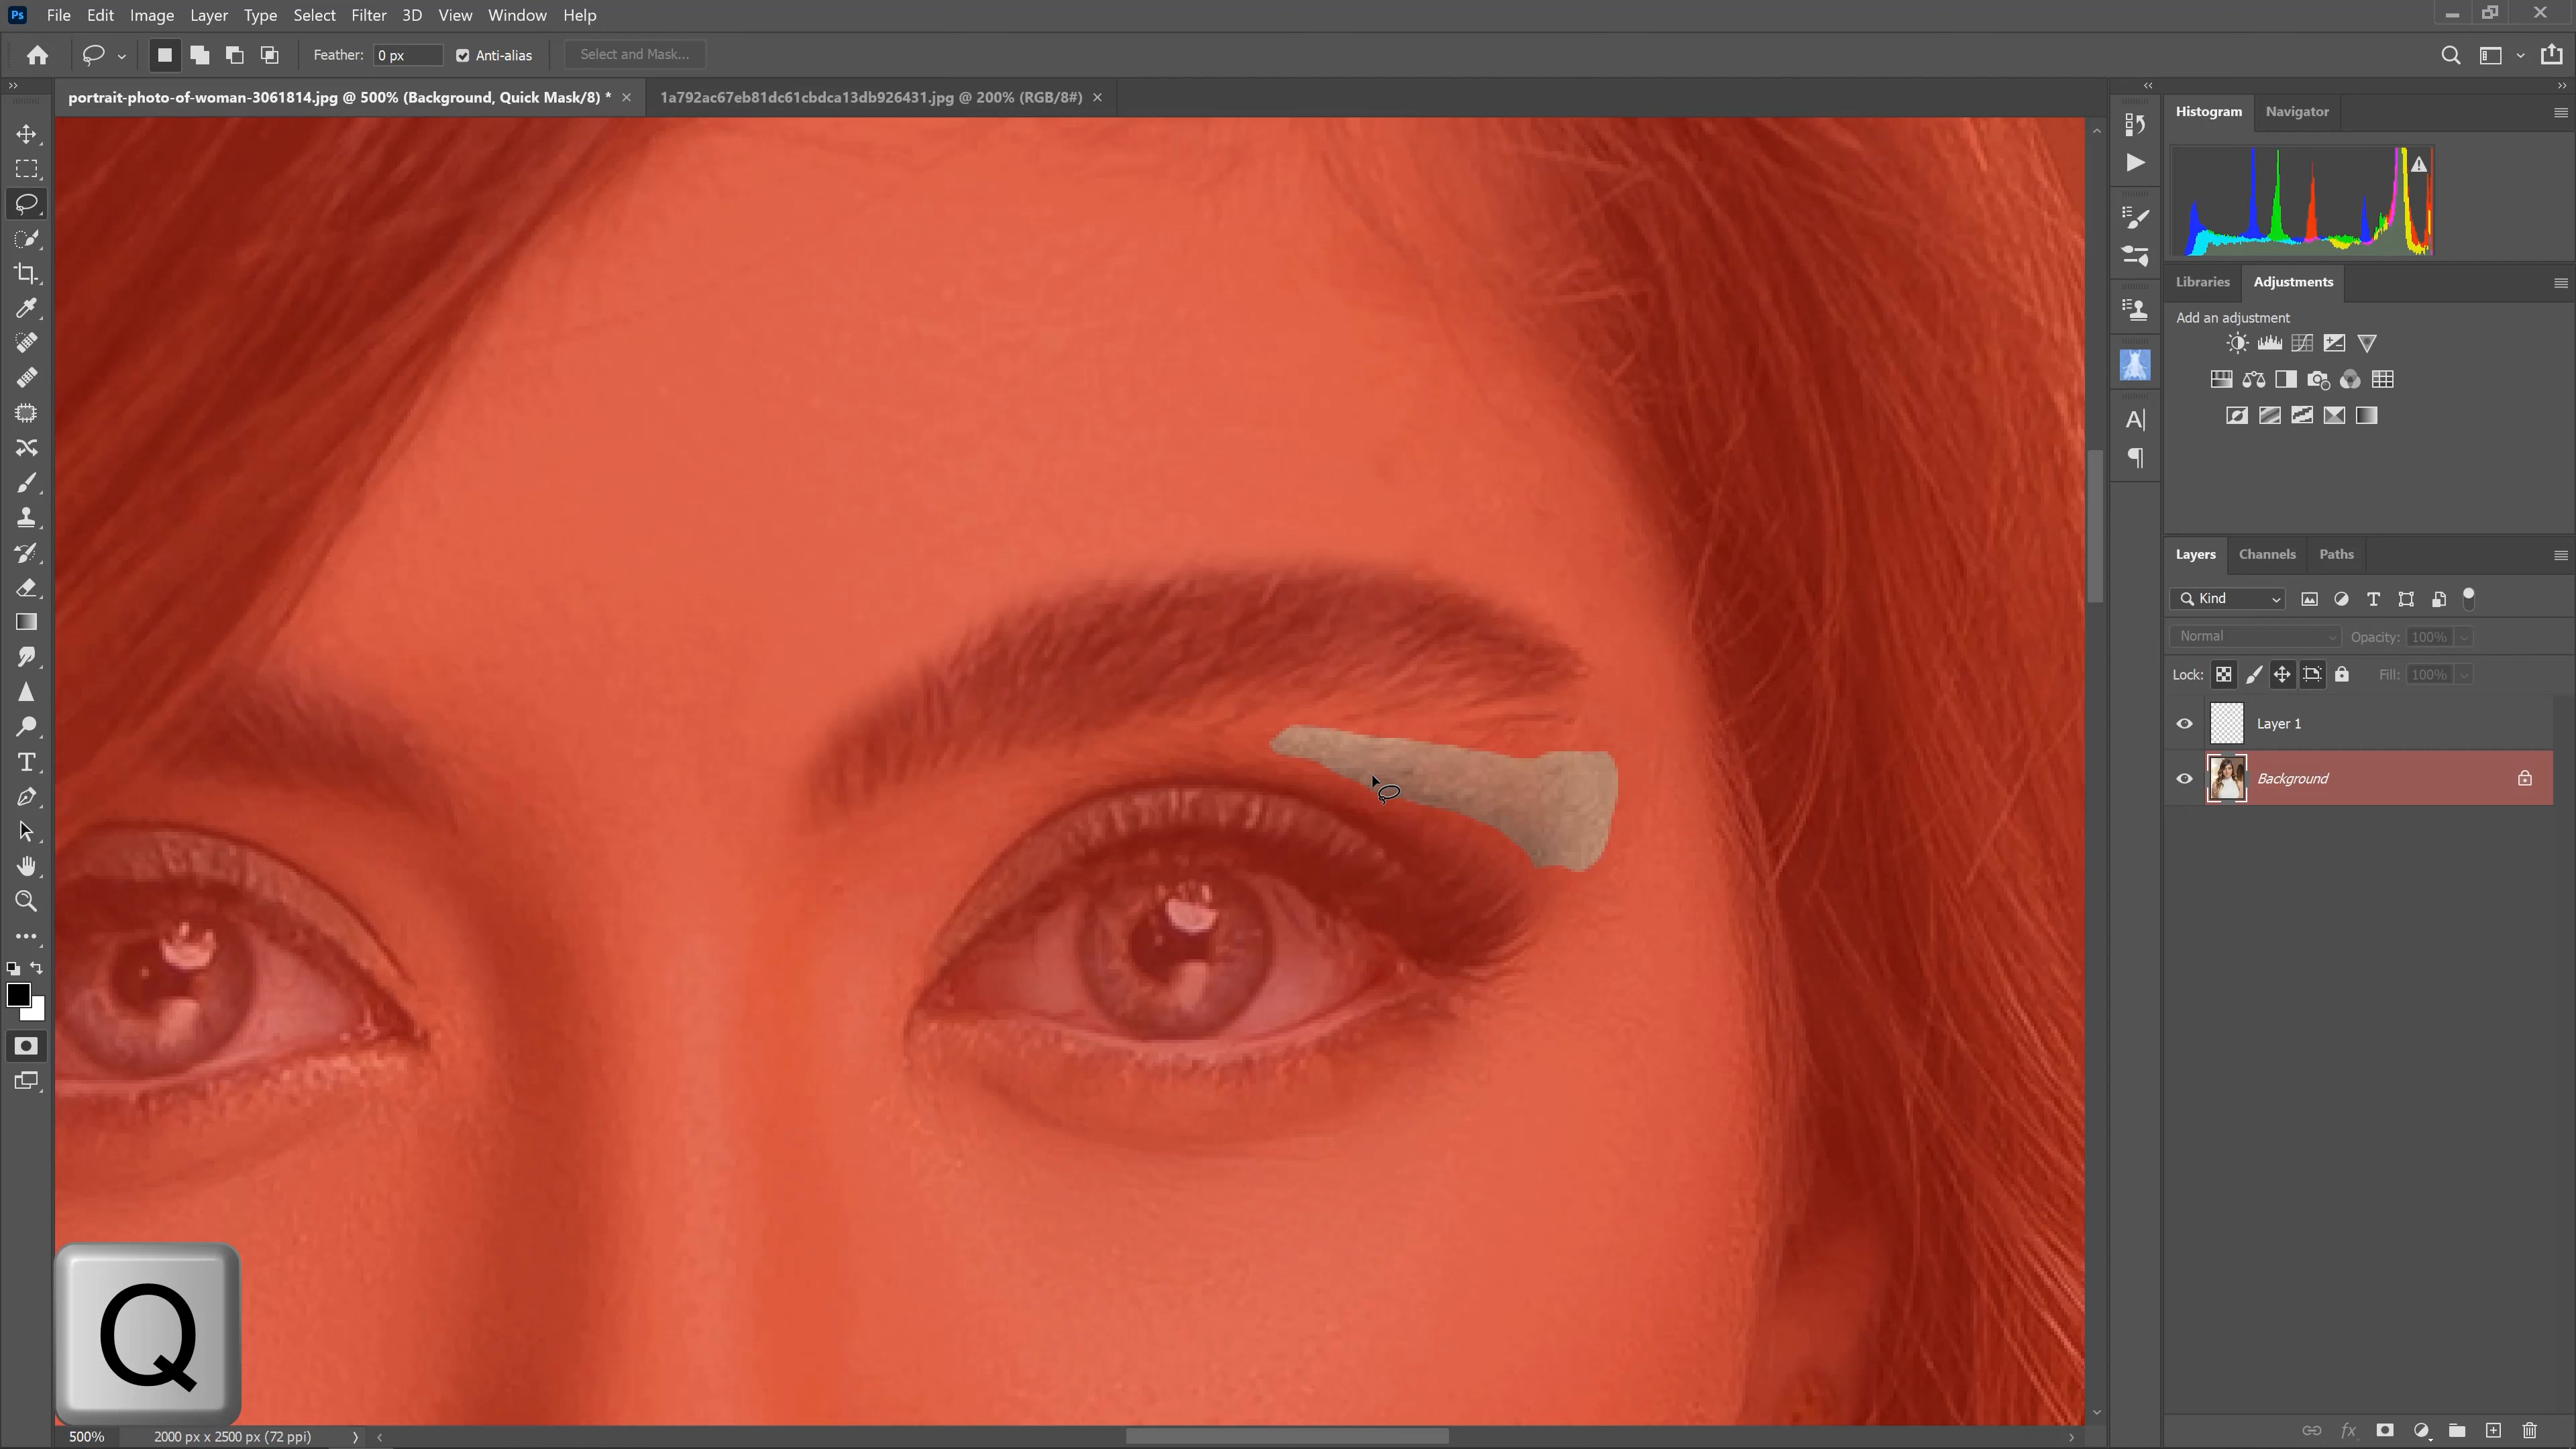 Ps File Edit Image Layer Type Select Filter 3D View Window Help
Feather: 0 px Anti-alias Select and Mask...
portrait-photo-of-woman-3061814.jpg @ 500% (Background, Quick Mask/8) * × 1a792ac67eb81dc61cbdca13db926431.jpg @ 200% (RGB/8#) ×
Histogram Navigator
Libraries Adjustments
Add an adjustment
Layers Channels Paths
Kind
Normal Opacity: 100%
Lock: Fill: 100%
Layer 1
Background
Q
500% 2000 px x 2500 px (72 ppi)